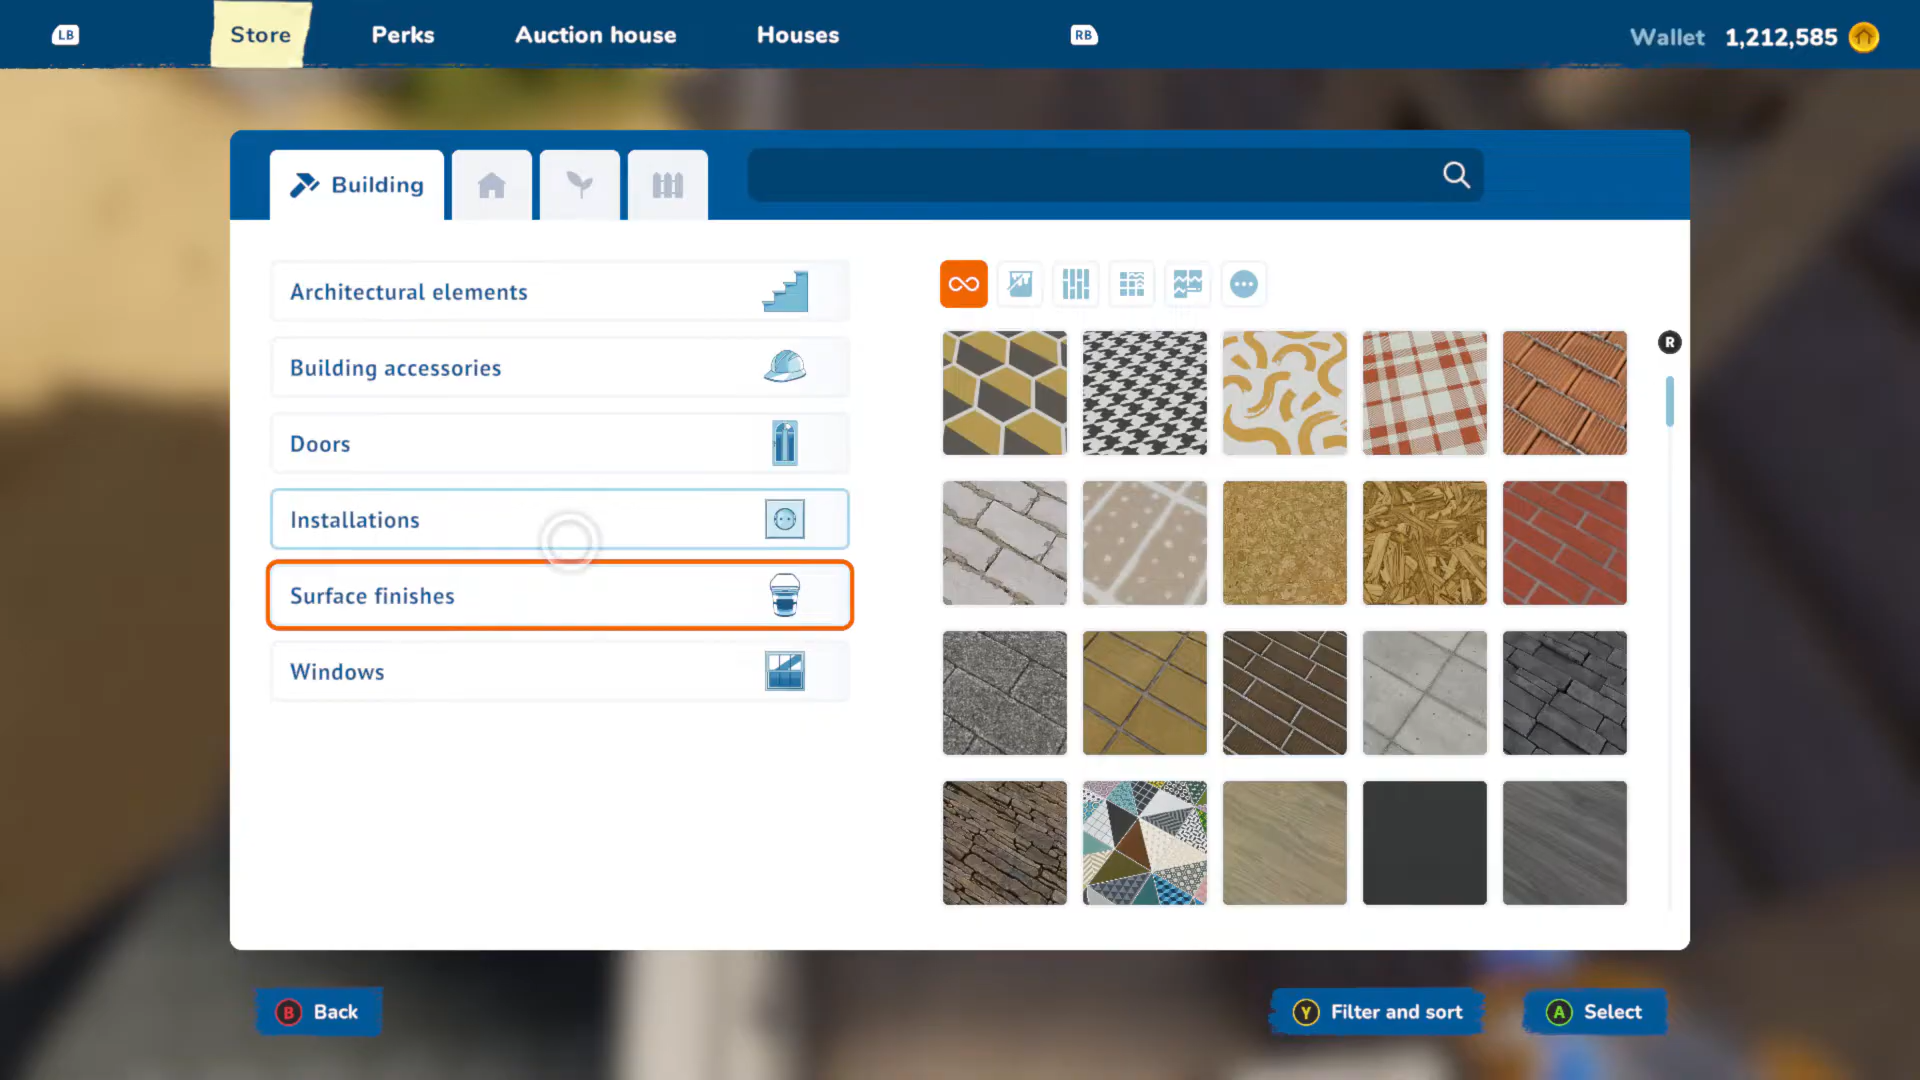 LB
Store
Perks
Auction house
Houses
RB
Wallet 1,212,585
Building
Architectural elements
Building accessories
Doors
Installations
Surface finishes
Windows
R
B Back
Y Filter and sort
A Select